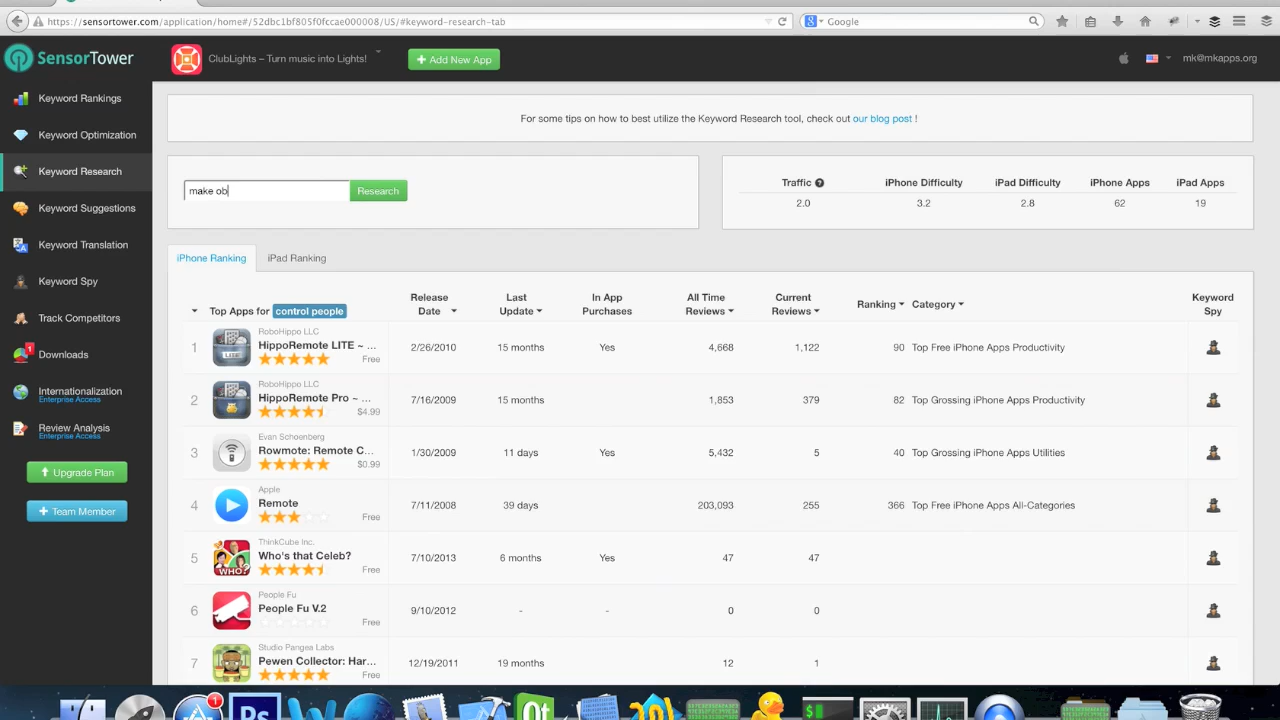 https://sensortower.com/application/home#/52dbc1bf805f0fccae000008/US/#keyword-research-tab
Google
SensorTower
ClubLights – Turn music into Lights!
+ Add New App
mk@mkapps.org
Keyword Rankings
Keyword Optimization
Keyword Research
Keyword Suggestions
Keyword Translation
Keyword Spy
Track Competitors
1
Downloads
Internationalization
Enterprise Access
Review Analysis
Enterprise Access
Upgrade Plan
+ Team Member
For some tips on how to best utilize the Keyword Research tool, check out our blog post !
make ob
Research
Traffic ? iPhone Difficulty iPad Difficulty iPhone Apps iPad Apps
2.0 3.2 2.8 62 19
iPhone Ranking iPad Ranking
Top Apps for control people
Release Date
Last Update
In App Purchases
All Time Reviews
Current Reviews
Ranking
Category
Keyword Spy
RoboHippo LLC
1 HippoRemote LITE ~ ... 2/26/2010 15 months Yes 4,668 1,122 90 Top Free iPhone Apps Productivity
LITE
Free
RoboHippo LLC
2 HippoRemote Pro ~ ... 7/16/2009 15 months 1,853 379 82 Top Grossing iPhone Apps Productivity
$4.99
Evan Schoenberg
3 Rowmote: Remote C... 1/30/2009 11 days Yes 5,432 5 40 Top Grossing iPhone Apps Utilities
$0.99
Apple
4 Remote 7/11/2008 39 days 203,093 255 366 Top Free iPhone Apps All-Categories
Free
ThinkCube Inc.
5 Who's that Celeb? 7/10/2013 6 months Yes 47 47
WHO?
Free
People Fu
6 People Fu V.2 9/10/2012 - - 0 0
Free
Studio Pangea Labs
7 Pewen Collector: Har... 12/19/2011 19 months 12 1
Free
1
Ps
Qt
201
$